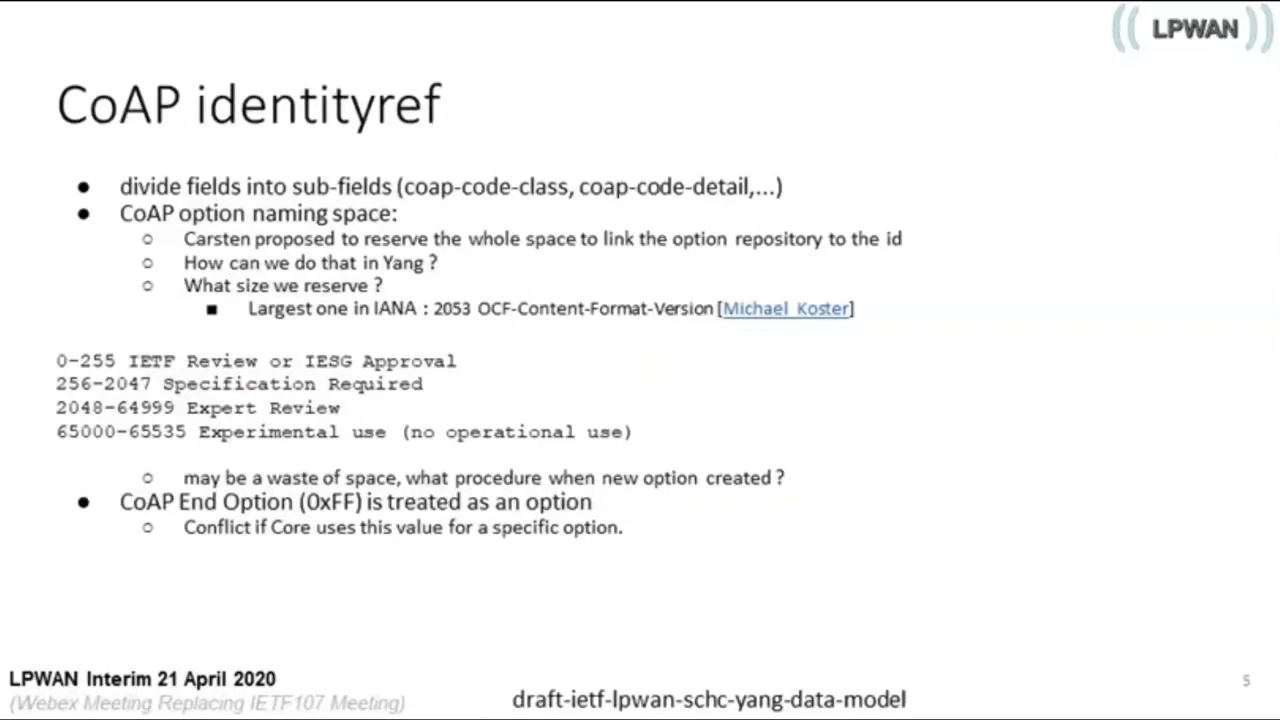 (( LPWAN ))
CoAP identityref
● divide fields into sub-fields (coap-code-class, coap-code-detail,...)
● CoAP option naming space:
○ Carsten proposed to reserve the whole space to link the option repository to the id
○ How can we do that in Yang ?
○ What size we reserve ?
■ Largest one in IANA : 2053 OCF-Content-Format-Version [Michael Koster]
0-255 IETF Review or IESG Approval
256-2047 Specification Required
2048-64999 Expert Review
65000-65535 Experimental use (no operational use)
○ may be a waste of space, what procedure when new option created ?
● CoAP End Option (0xFF) is treated as an option
○ Conflict if Core uses this value for a specific option.
LPWAN Interim 21 April 2020
5
(Webex Meeting Replacing IETF107 Meeting)
draft-ietf-lpwan-schc-yang-data-model